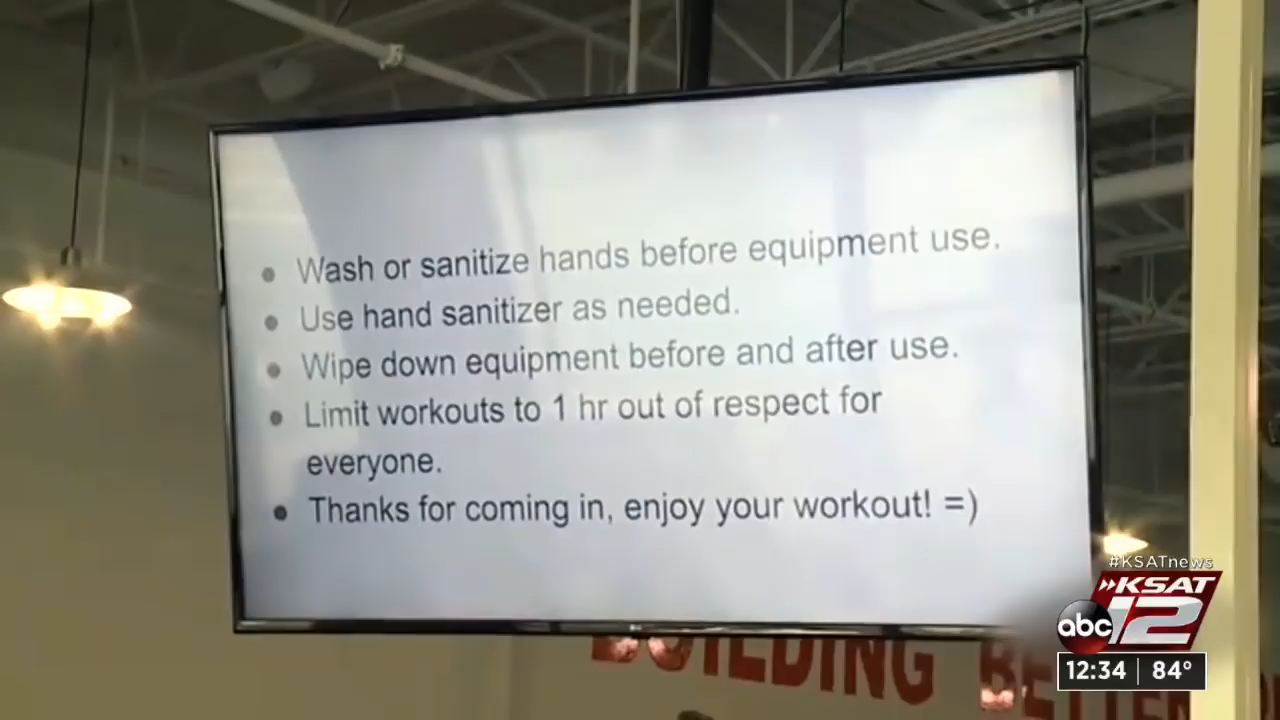 • Wash or sanitize hands before equipment use.
• Use hand sanitizer as needed.
• Wipe down equipment before and after use.
• Limit workouts to 1 hr out of respect for
everyone.
• Thanks for coming in, enjoy your workout! =)
#KSATnews
KSAT
abc 12
12:34 | 84°
BUILDING BETTER